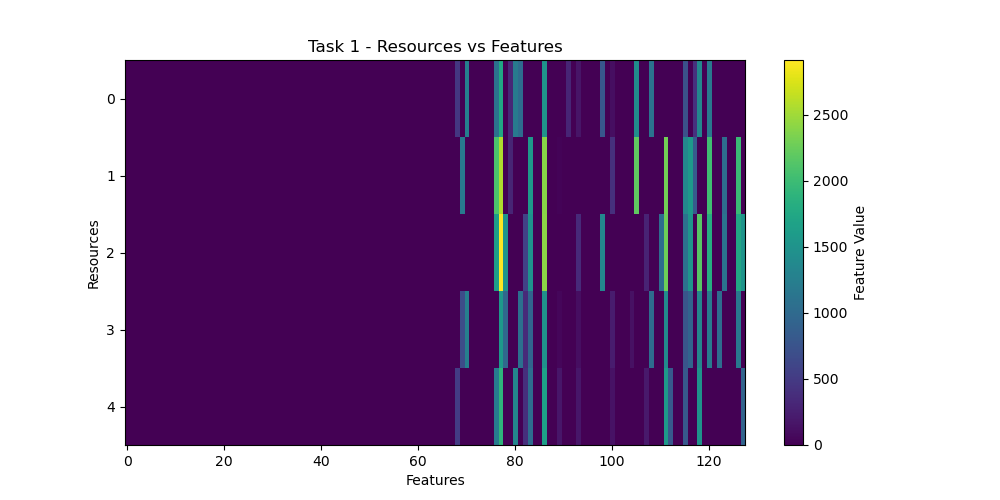 Task 1 - Resources vs Features
Resources
0
1
2
3
4
0 20 40 60 80 100 120
Features
2500
2000
1500
1000
500
0
Feature Value